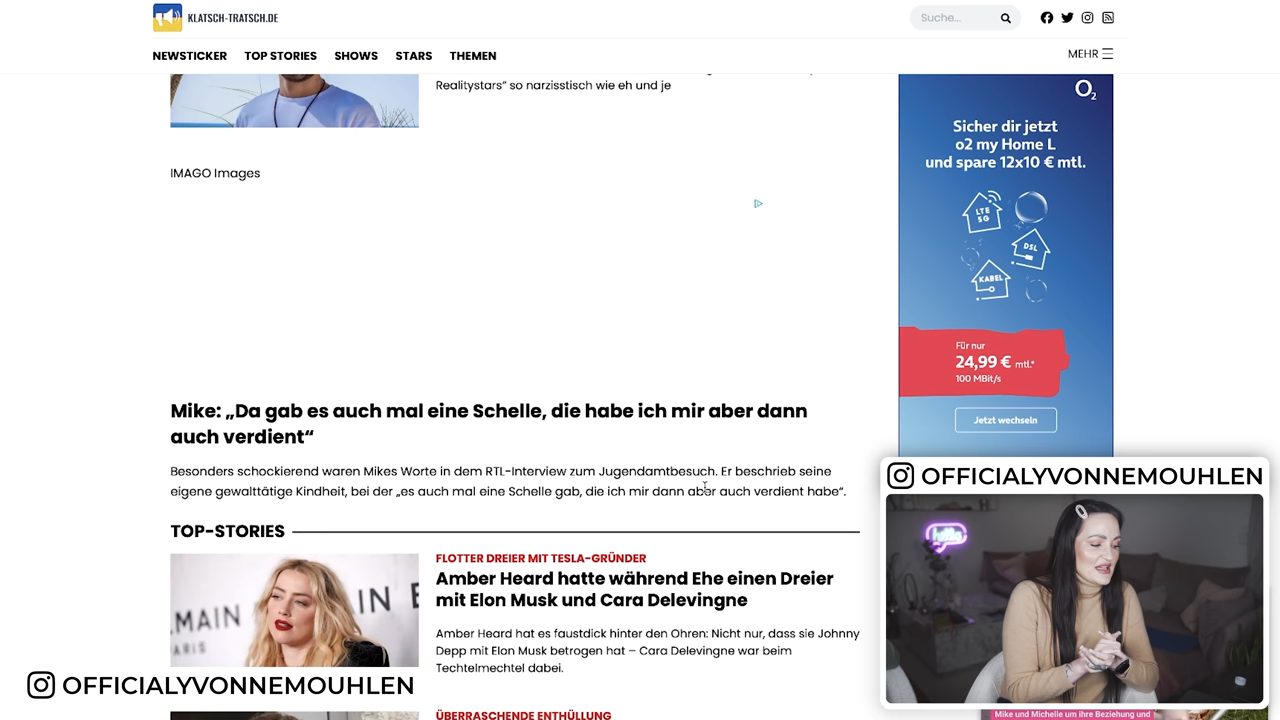 KLATSCH-TRATSCH.DE
Suche...
NEWSTICKER TOP STORIES SHOWS STARS THEMEN
MEHR
Realitystars“ so narzisstisch wie eh und je
IMAGO Images
O2
Sicher dir jetzt
o2 my Home L
und spare 12x10 € mtl.
LTE
5G
DSL
KABEL
Für nur
24,99 € mtl.*
100 MBit/s
Jetzt wechseln
Mike: „Da gab es auch mal eine Schelle, die habe ich mir aber dann
auch verdient“
Besonders schockierend waren Mikes Worte in dem RTL-Interview zum Jugendamtbesuch. Er beschrieb seine
eigene gewalttätige Kindheit, bei der „es auch mal eine Schelle gab, die ich mir dann aber auch verdient habe“.
TOP-STORIES
MAIN
IN
PARIS
FLOTTER DREIER MIT TESLA-GRÜNDER
Amber Heard hatte während Ehe einen Dreier
mit Elon Musk und Cara Delevingne
Amber Heard hat es faustdick hinter den Ohren: Nicht nur, dass sie Johnny
Depp mit Elon Musk betrogen hat – Cara Delevingne war beim
Techtelmechtel dabei.
ÜBERRASCHENDE ENTHÜLLUNG
OFFICIALYVONNEMOUHLEN
hello
Mike und Michelle um ihre Beziehung und
OFFICIALYVONNEMOUHLEN